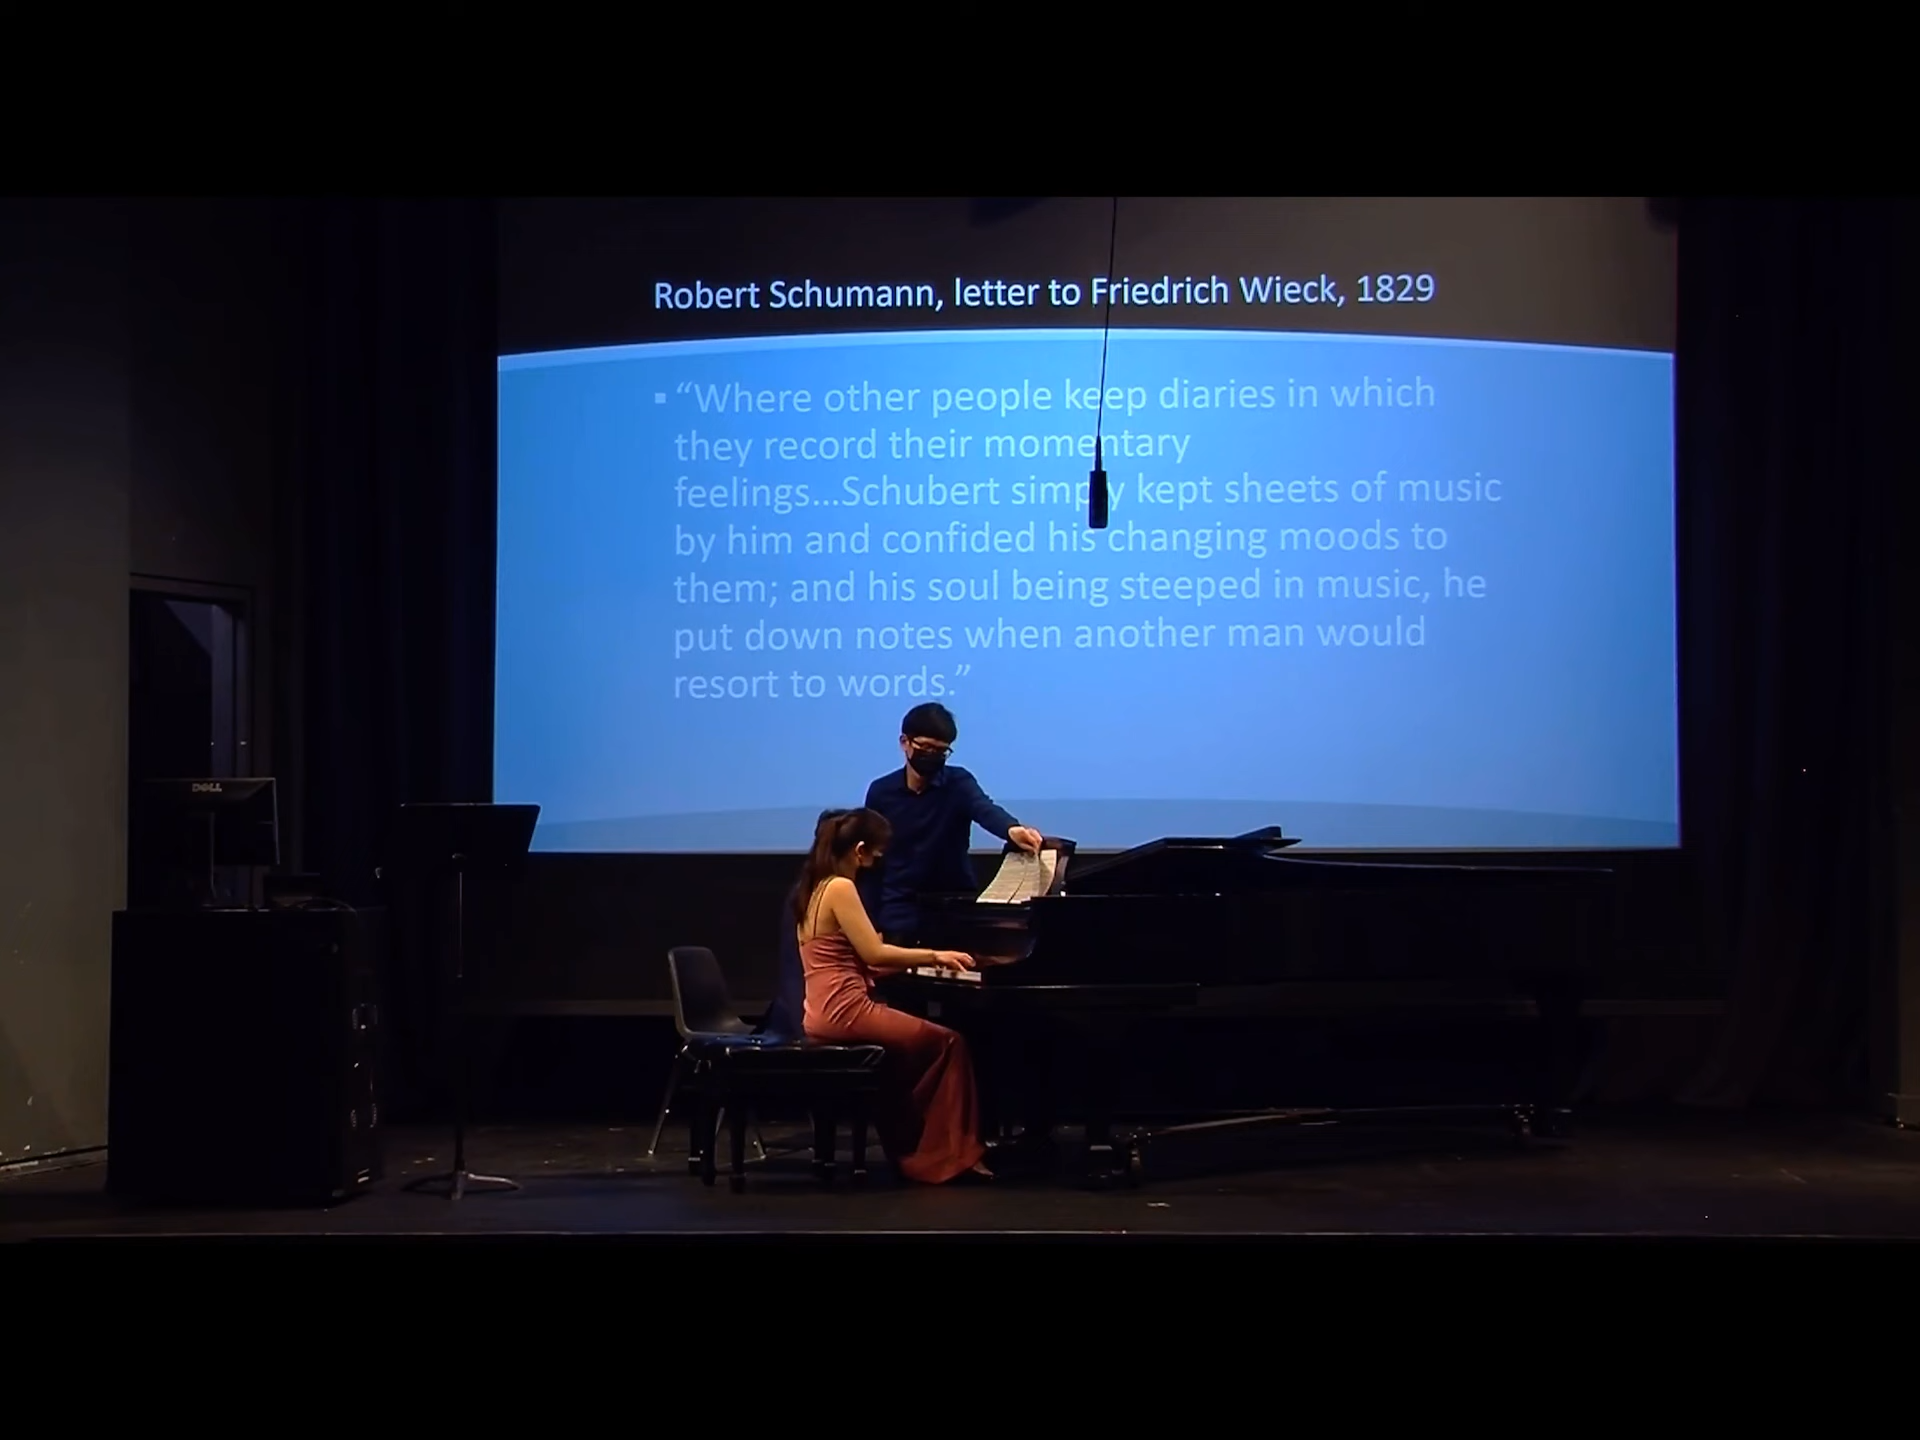 Robert Schumann, letter to Friedrich Wieck, 1829
▪ “Where other people keep diaries in which
they record their momentary
feelings...Schubert simply kept sheets of music
by him and confided his changing moods to
them; and his soul being steeped in music, he
put down notes when another man would
resort to words.”
DELL